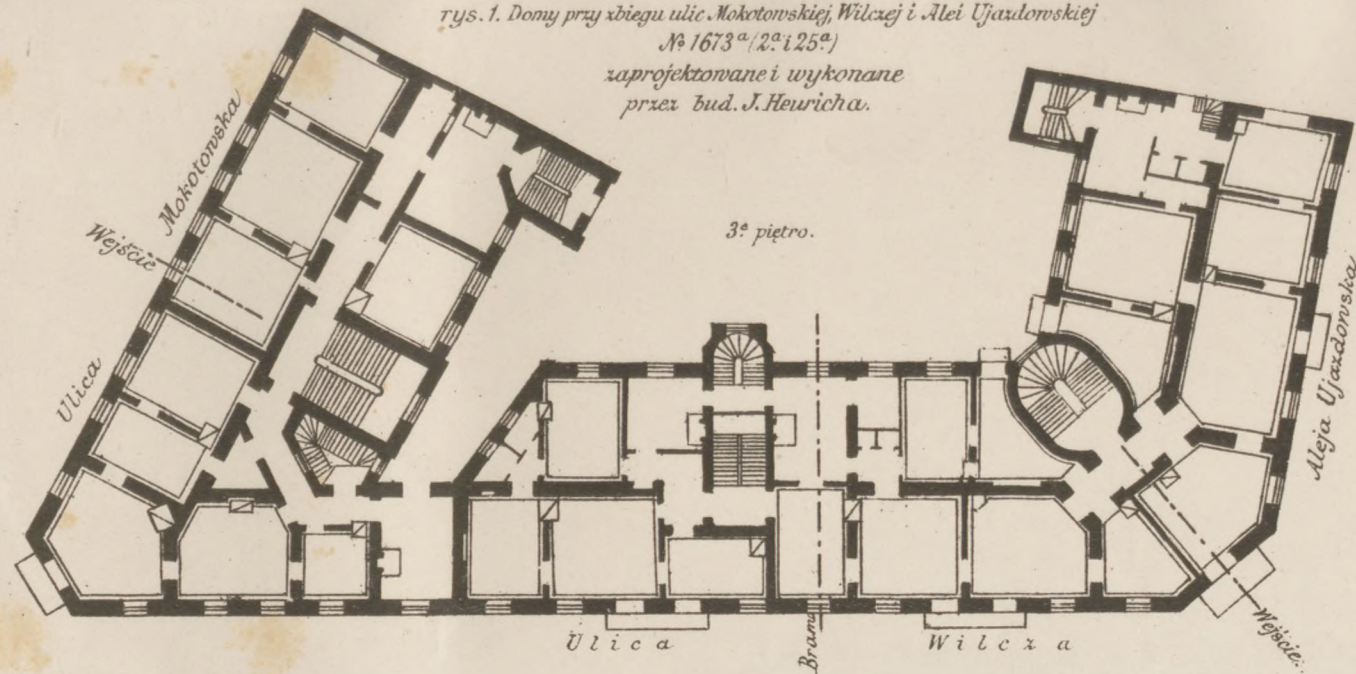 rys. 1. Domy przy zbiegu ulic Mokotowskiej, Wilczej i Alei Ujazdowskiej
№ 1673ª (2ª i 25ª)
zaprojektowane i wykonane
przez bud. J. Heuricha.
3e piętro.
Ulica Mokotowska
Wejście
Aleja Ujazdowska
Ulica Wilcza
Brama
Wejście